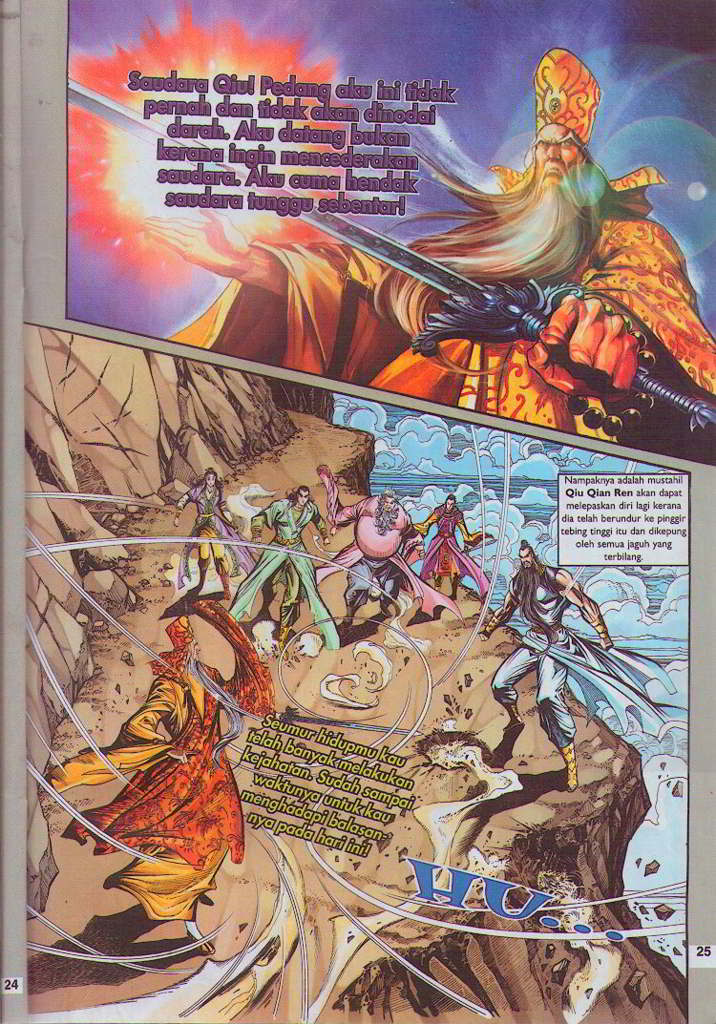 Saudara Qiu! Pedang aku ini tidak
pernah dan tidak akan dinodai
darah. Aku datang bukan
kerana ingin mencederakan
saudara. Aku cuma hendak
saudara tunggu sebentar!
Nampaknya adalah mustahil
Qiu Qian Ren akan dapat
melepaskan diri lagi kerana
dia telah berundur ke pinggir
tebing tinggi itu dan dikepung
oleh semua jaguh yang
terbilang.
Seumur hidupmu kau
telah banyak melakukan
kejahatan. Sudah sampai
waktunya untuk kau
menghadapi balasan-
nya pada hari ini!
HU...
24
25